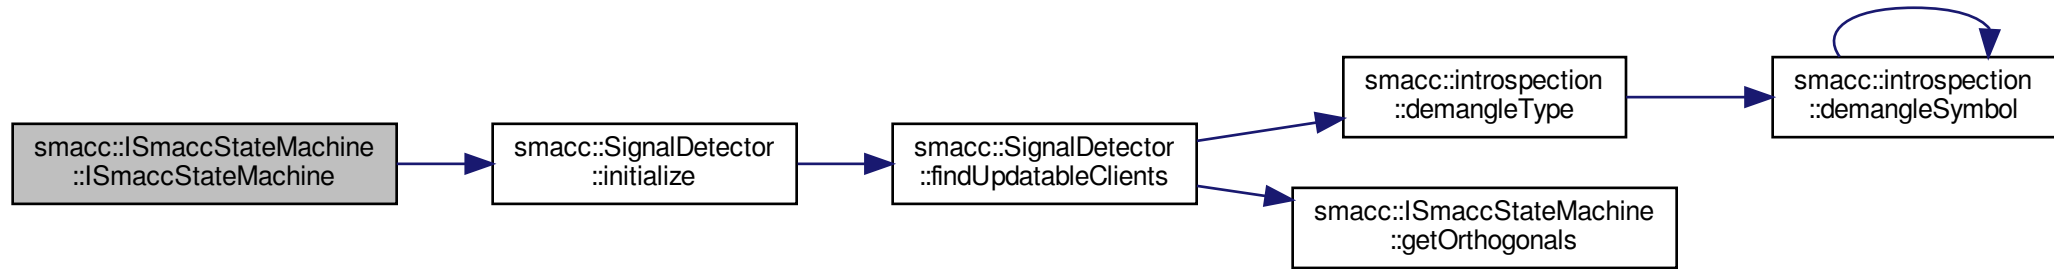 smacc::ISmaccStateMachine
::ISmaccStateMachine
smacc::SignalDetector
::initialize
smacc::SignalDetector
::findUpdatableClients
smacc::introspection
::demangleType
smacc::introspection
::demangleSymbol
smacc::ISmaccStateMachine
::getOrthogonals